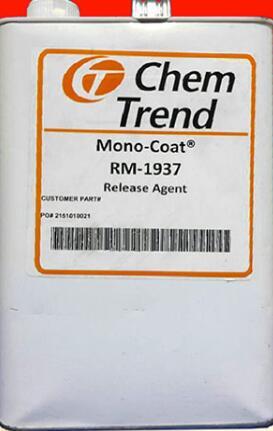 Chem
Trend
Mono-Coat®
RM-1937
Release Agent
CUSTOMER PART#
PO# 2151010021